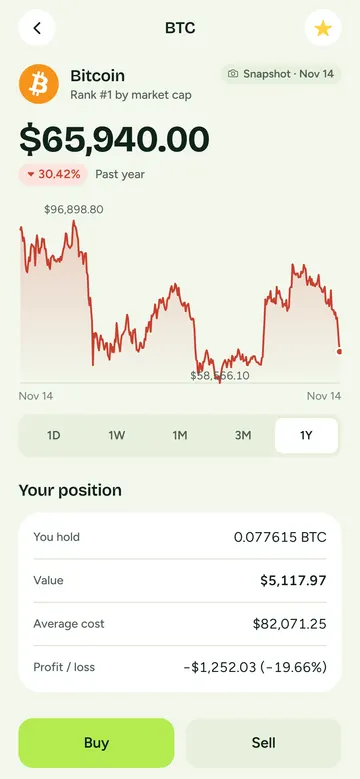 BTC
Bitcoin
Rank #1 by market cap
Snapshot · Nov 14
$65,940.00
30.42% Past year
$96,898.80
$58,556.10
Nov 14 Nov 14
1D 1W 1M 3M 1Y
Your position
You hold 0.077615 BTC
Value $5,117.97
Average cost $82,071.25
Profit / loss −$1,252.03 (−19.66%)
Buy Sell